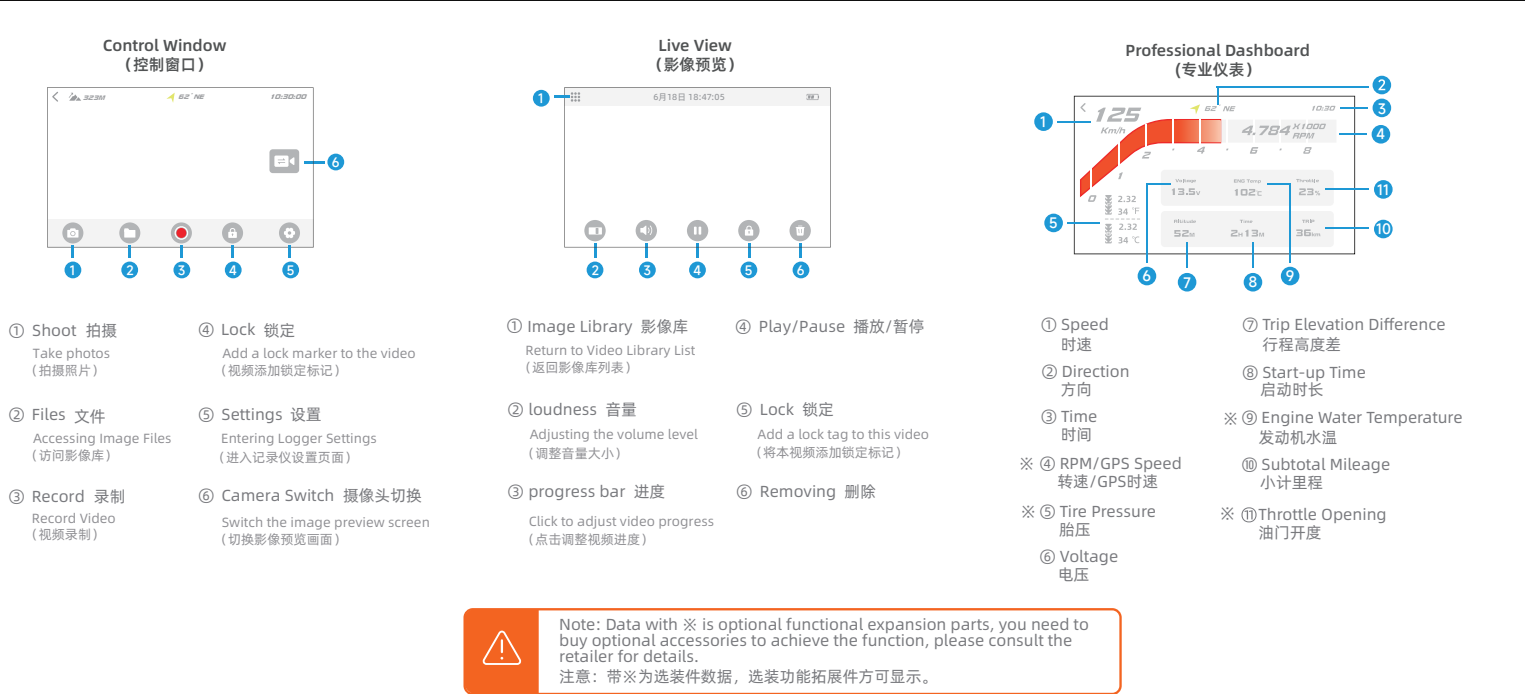 Control Window
（控制窗口）
323M
62°NE
10:30:00
⑥
① ② ③ ④ ⑤
① Shoot 拍摄
Take photos
（拍摄照片）
② Files 文件
Accessing Image Files
（访问影像库）
③ Record 录制
Record Video
（视频录制）
④ Lock 锁定
Add a lock marker to the video
（视频添加锁定标记）
⑤ Settings 设置
Entering Logger Settings
（进入记录仪设置页面）
⑥ Camera Switch 摄像头切换
Switch the image preview screen
（切换影像预览画面）
Live View
（影像预览）
①
6月18日 18:47:05
② ③ ④ ⑤ ⑥
① Image Library 影像库
Return to Video Library List
（返回影像库列表）
② loudness 音量
Adjusting the volume level
（调整音量大小）
③ progress bar 进度
Click to adjust video progress
（点击调整视频进度）
④ Play/Pause 播放/暂停
⑤ Lock 锁定
Add a lock tag to this video
（将本视频添加锁定标记）
⑥ Removing 删除
Professional Dashboard
（专业仪表）
②
62°NE
10:30 ③
① 125
Km/h
4.784 X1000
RPM ④
0 1 2 · 4 · 6 · 8
Voltage ENG Temp Throttle
13.5V 102℃ 23% ⑪
⑤
2.32
34 °F
2.32
34 ℃
Altitude Time TRIP
52M 2H13M 36km ⑩
⑥ ⑦ ⑧ ⑨
① Speed
时速
② Direction
方向
③ Time
时间
※ ④ RPM/GPS Speed
转速/GPS时速
※ ⑤ Tire Pressure
胎压
⑥ Voltage
电压
⑦ Trip Elevation Difference
行程高度差
⑧ Start-up Time
启动时长
※ ⑨ Engine Water Temperature
发动机水温
⑩ Subtotal Mileage
小计里程
※ ⑪Throttle Opening
油门开度
Note: Data with ※ is optional functional expansion parts, you need to
buy optional accessories to achieve the function, please consult the
retailer for details.
注意：带※为选装件数据，选装功能拓展件方可显示。